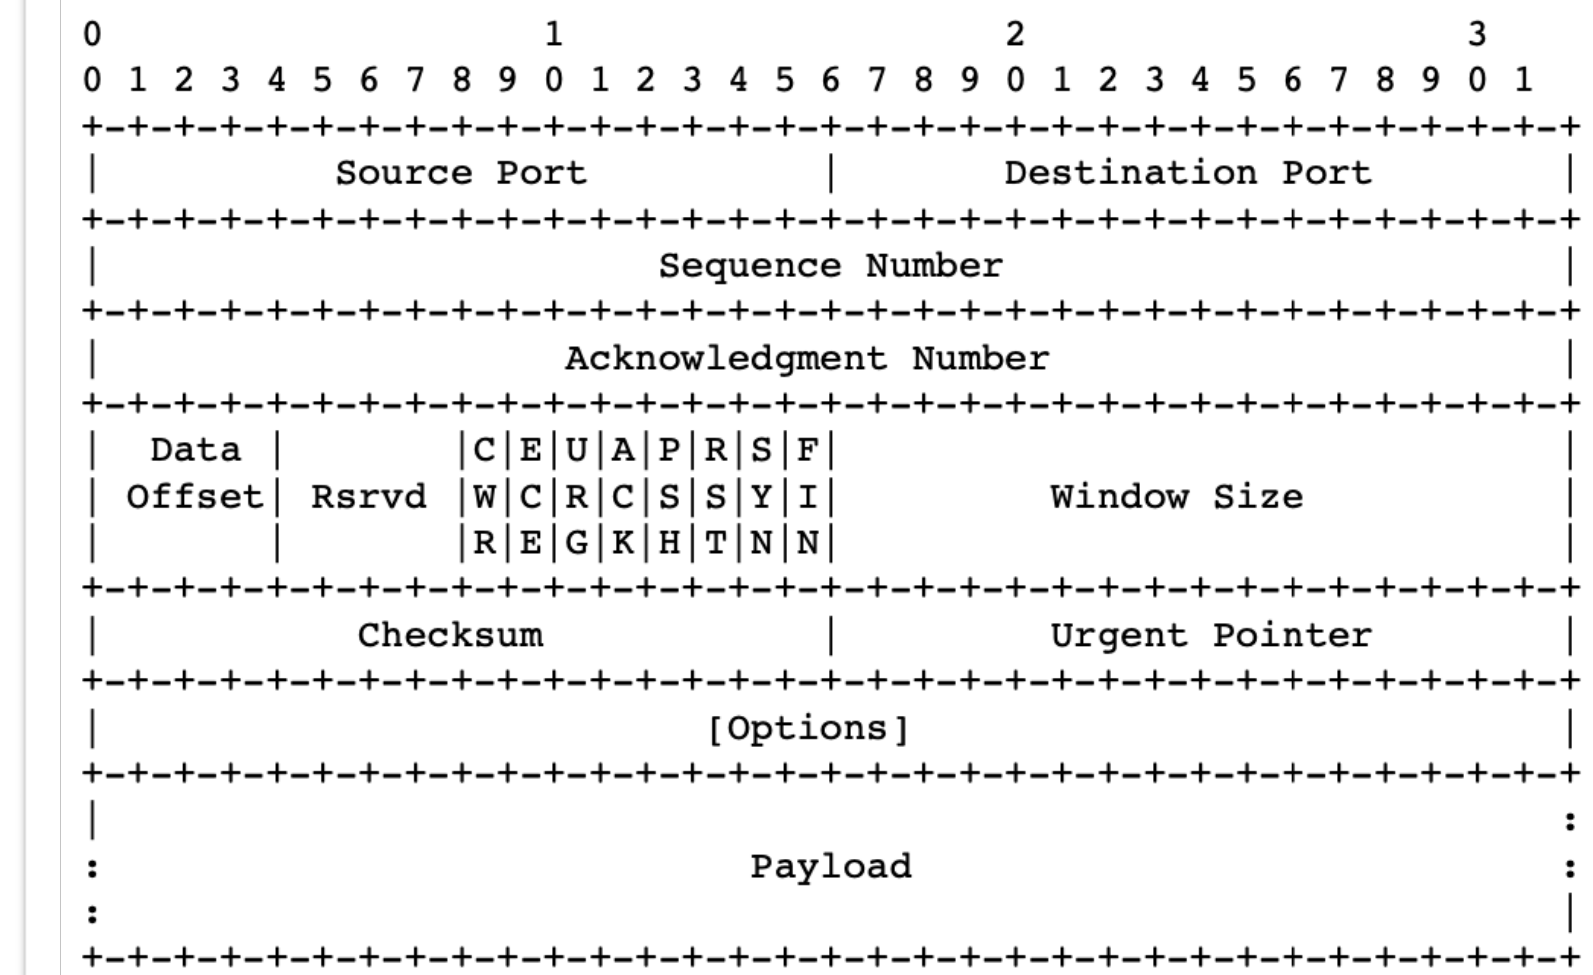 0                   1                   2                   3
0 1 2 3 4 5 6 7 8 9 0 1 2 3 4 5 6 7 8 9 0 1 2 3 4 5 6 7 8 9 0 1
+-+-+-+-+-+-+-+-+-+-+-+-+-+-+-+-+-+-+-+-+-+-+-+-+-+-+-+-+-+-+-+-+
|          Source Port          |       Destination Port        |
+-+-+-+-+-+-+-+-+-+-+-+-+-+-+-+-+-+-+-+-+-+-+-+-+-+-+-+-+-+-+-+-+
|                        Sequence Number                        |
+-+-+-+-+-+-+-+-+-+-+-+-+-+-+-+-+-+-+-+-+-+-+-+-+-+-+-+-+-+-+-+-+
|                    Acknowledgment Number                      |
+-+-+-+-+-+-+-+-+-+-+-+-+-+-+-+-+-+-+-+-+-+-+-+-+-+-+-+-+-+-+-+-+
|  Data |       |C|E|U|A|P|R|S|F|                               |
| Offset| Rsrvd |W|C|R|C|S|S|Y|I|         Window Size           |
|       |       |R|E|G|K|H|T|N|N|                               |
+-+-+-+-+-+-+-+-+-+-+-+-+-+-+-+-+-+-+-+-+-+-+-+-+-+-+-+-+-+-+-+-+
|           Checksum            |         Urgent Pointer        |
+-+-+-+-+-+-+-+-+-+-+-+-+-+-+-+-+-+-+-+-+-+-+-+-+-+-+-+-+-+-+-+-+
|                          [Options]                            |
+-+-+-+-+-+-+-+-+-+-+-+-+-+-+-+-+-+-+-+-+-+-+-+-+-+-+-+-+-+-+-+-+
|                                                               :
:                            Payload                            :
:                                                               |
+-+-+-+-+-+-+-+-+-+-+-+-+-+-+-+-+-+-+-+-+-+-+-+-+-+-+-+-+-+-+-+-+